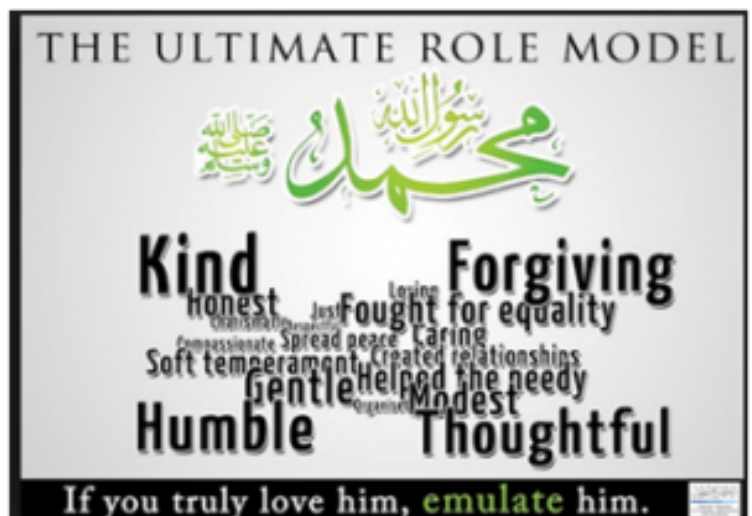 THE ULTIMATE ROLE MODEL
محمد رسول الله
صلى الله عليه وسلم
Kind
Forgiving
Loving
Honest
Just
Fought for equality
Charismatic
Compassionate
Spread peace
Caring
Soft temperament
Created relationships
Gentle
Helped the needy
Modest
Humble
Thoughtful
If you truly love him, emulate him.